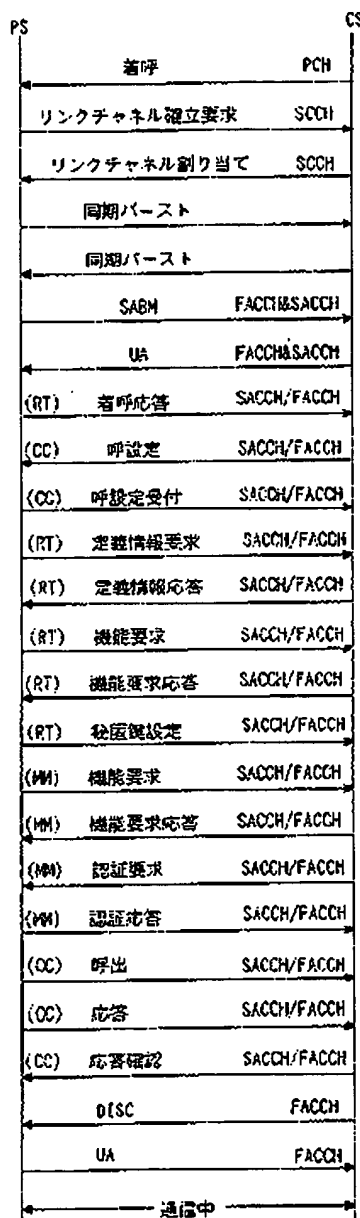 PS CS
着呼 PCH
リンクチャネル確立要求 SCCH
リンクチャネル割り当て SCCH
同期バースト
同期バースト
SABM FACCH&SACCH
UA FACCH&SACCH
(RT) 着呼応答 SACCH/FACCH
(CC) 呼設定 SACCH/FACCH
(CC) 呼設定受付 SACCH/FACCH
(RT) 定義情報要求 SACCH/FACCH
(RT) 定義情報応答 SACCH/FACCH
(RT) 機能要求 SACCH/FACCH
(RT) 機能要求応答 SACCH/FACCH
(RT) 秘匿鍵設定 SACCH/FACCH
(MM) 機能要求 SACCH/FACCH
(MM) 機能要求応答 SACCH/FACCH
(MM) 認証要求 SACCH/FACCH
(MM) 認証応答 SACCH/FACCH
(CC) 呼出 SACCH/FACCH
(CC) 応答 SACCH/FACCH
(CC) 応答確認 SACCH/FACCH
DISC FACCH
UA FACCH
通信中